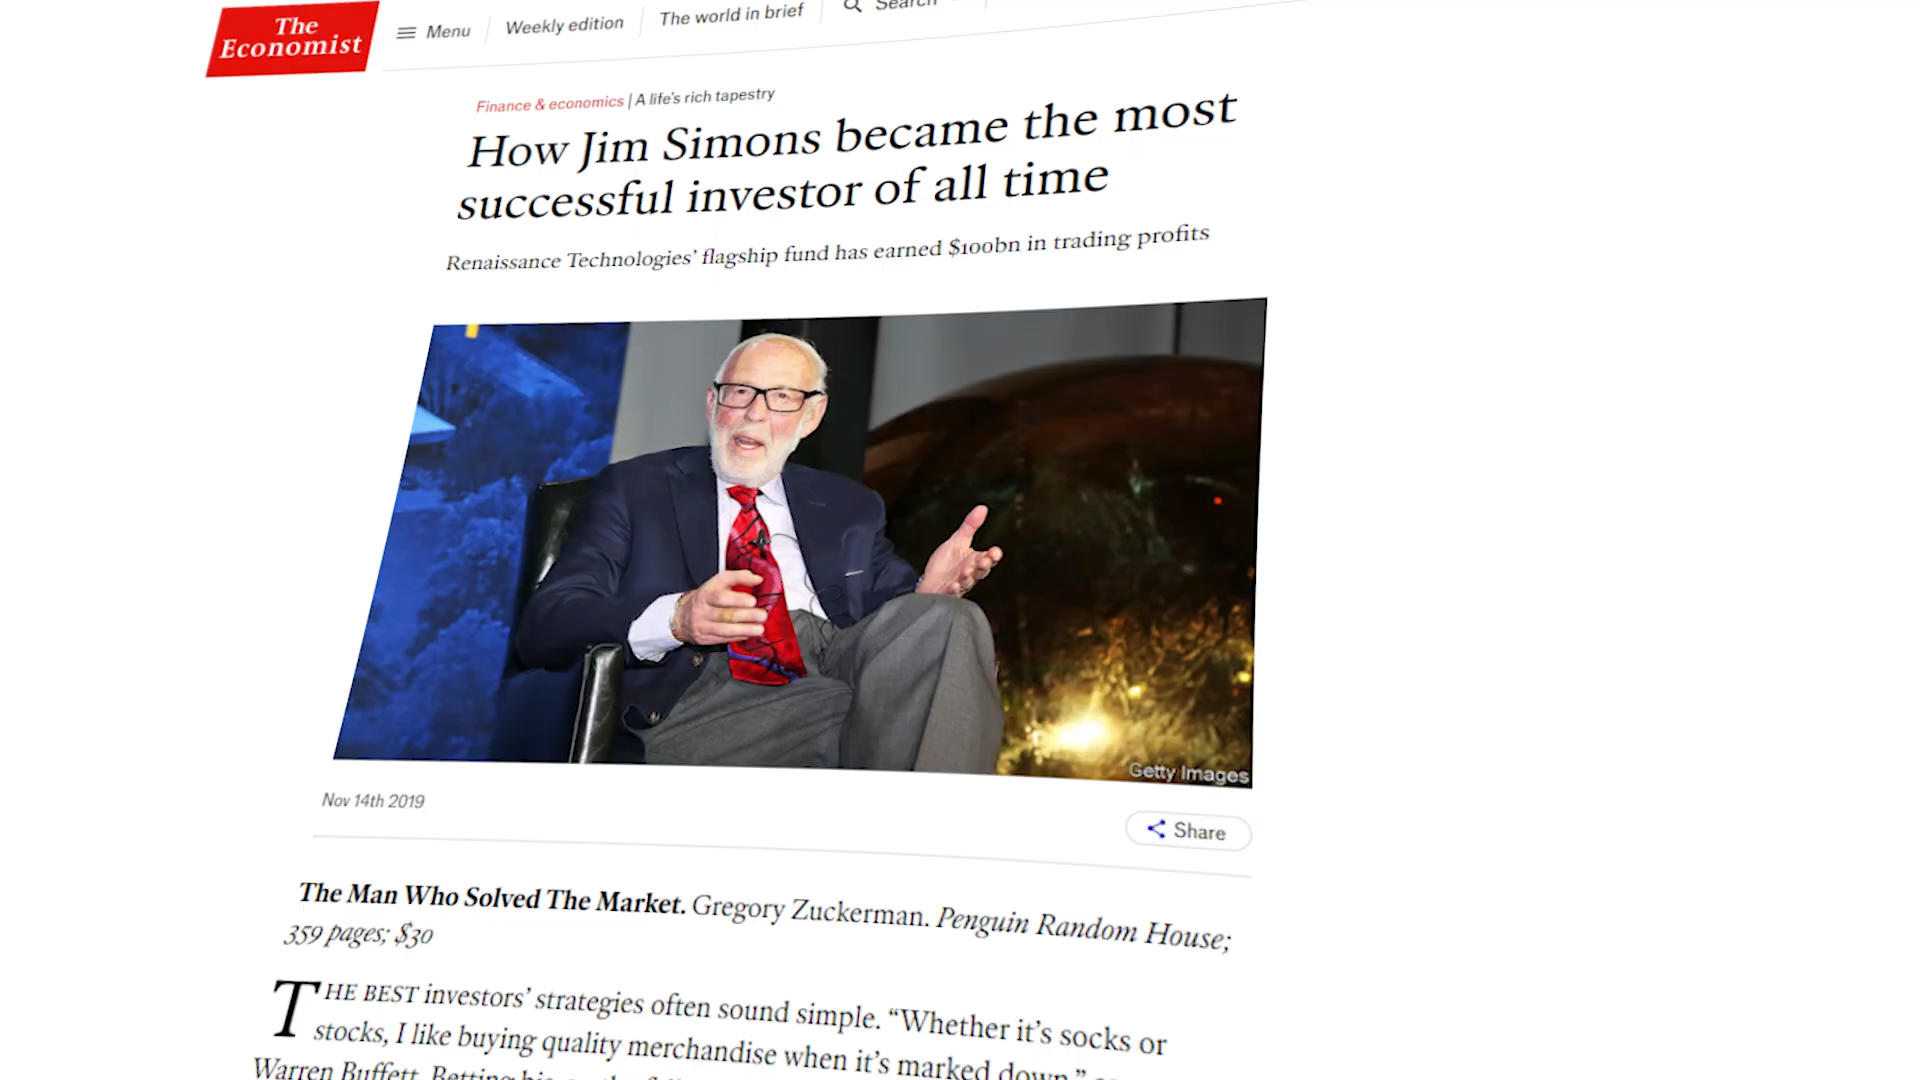 The
Economist
Menu
Weekly edition
The world in brief
Search
Finance & economics | A life's rich tapestry
How Jim Simons became the most
successful investor of all time
Renaissance Technologies' flagship fund has earned $100bn in trading profits
Getty Images
Nov 14th 2019
Share
The Man Who Solved The Market. Gregory Zuckerman. Penguin Random House;
359 pages; $30
THE BEST investors' strategies often sound simple. “Whether it's socks or
stocks, I like buying quality merchandise when it's marked down,”
Warren Buffett. Betting